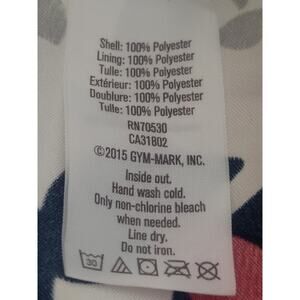 Shell: 100% Polyester
Lining: 100% Polyester
Tulle: 100% Polyester
Extérieur: 100% Polyester
Doublure: 100% Polyester
Tulle: 100% Polyester
RN70530
CA31802
©2015 GYM-MARK, INC.
Inside out.
Hand wash cold.
Only non-chlorine bleach
when needed.
Line dry.
Do not iron.
30